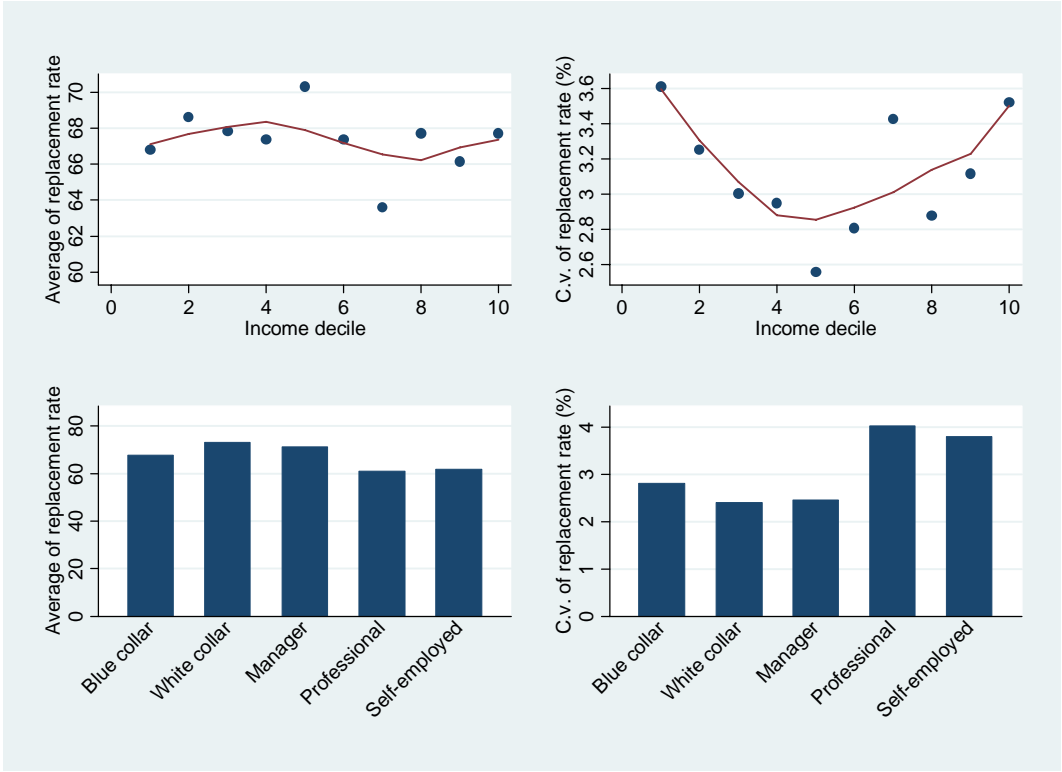 Average of replacement rate
60 62 64 66 68 70
0 2 4 6 8 10
Income decile
C.v. of replacement rate (%)
2.6 2.8 3 3.2 3.4 3.6
0 2 4 6 8 10
Income decile
Average of replacement rate
0 20 40 60 80
Blue collar
White collar
Manager
Professional
Self-employed
C.v. of replacement rate (%)
0 1 2 3 4
Blue collar
White collar
Manager
Professional
Self-employed